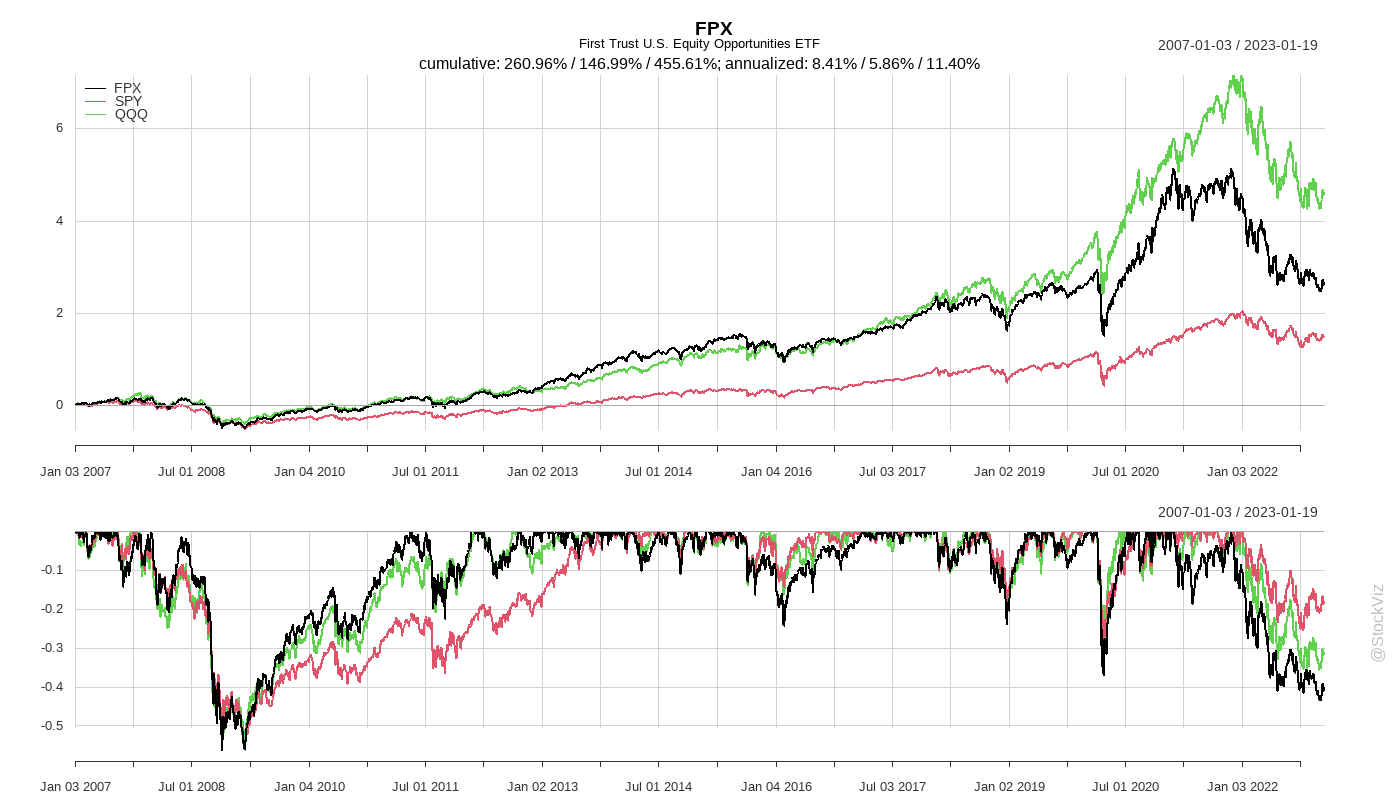 FPX
First Trust U.S. Equity Opportunities ETF
2007-01-03 / 2023-01-19
cumulative: 260.96% / 146.99% / 455.61%; annualized: 8.41% / 5.86% / 11.40%
FPX
SPY
QQQ
6
4
2
0
Jan 03 2007 Jul 01 2008 Jan 04 2010 Jul 01 2011 Jan 02 2013 Jul 01 2014 Jan 04 2016 Jul 03 2017 Jan 02 2019 Jul 01 2020 Jan 03 2022
2007-01-03 / 2023-01-19
-0.1
-0.2
-0.3
-0.4
-0.5
Jan 03 2007 Jul 01 2008 Jan 04 2010 Jul 01 2011 Jan 02 2013 Jul 01 2014 Jan 04 2016 Jul 03 2017 Jan 02 2019 Jul 01 2020 Jan 03 2022
@StockViz